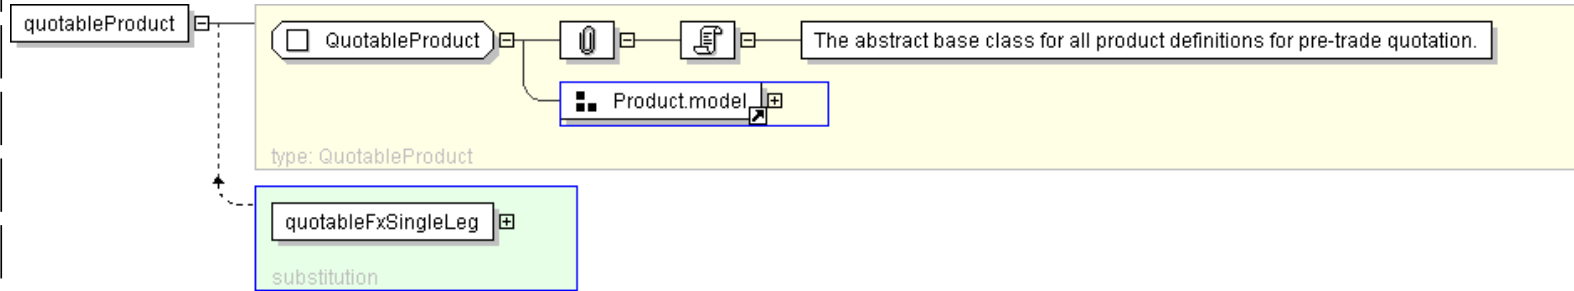 quotableProduct
QuotableProduct
The abstract base class for all product definitions for pre-trade quotation.
Product.model
type: QuotableProduct
quotableFxSingleLeg
substitution